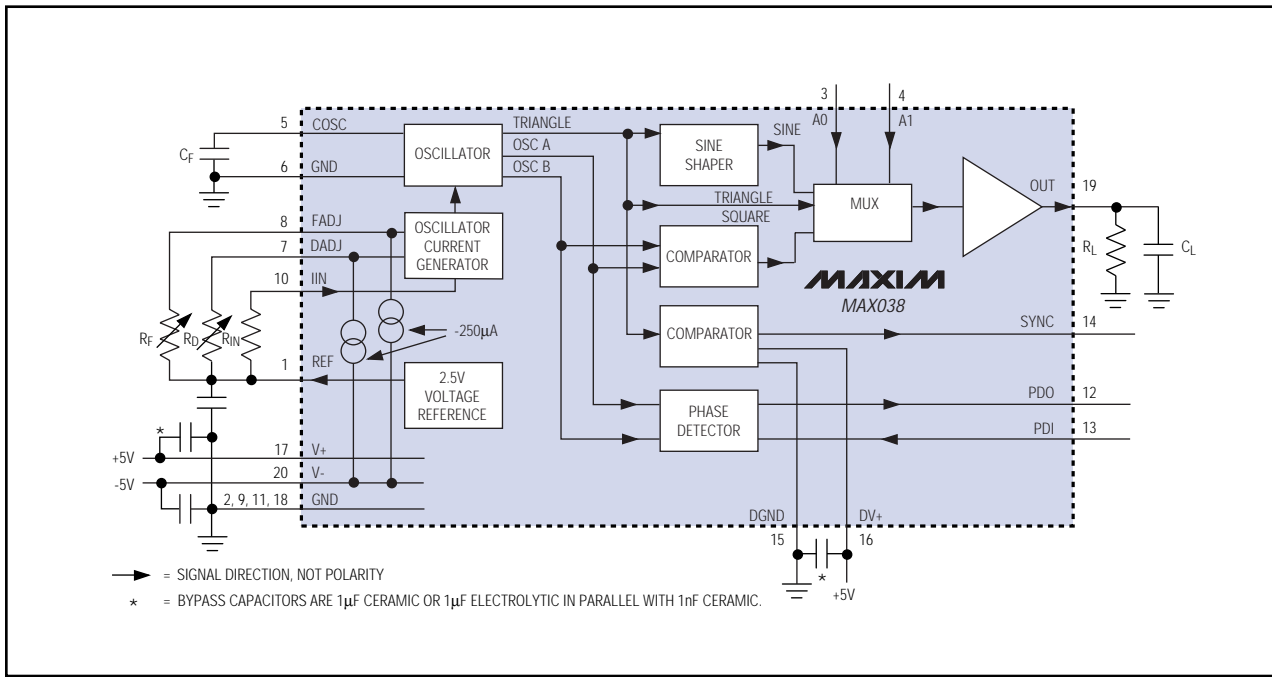 3
4
A0
A1
5
COSC
TRIANGLE
OSC A
OSC B
OSCILLATOR
SINE
SHAPER
SINE
CF
6
GND
TRIANGLE
SQUARE
MUX
OUT
19
8
FADJ
7
DADJ
10
IIN
OSCILLATOR
CURRENT
GENERATOR
COMPARATOR
RL
CL
MAXIM
MAX038
RF
RD
RIN
-250µA
COMPARATOR
SYNC
14
1
REF
2.5V
VOLTAGE
REFERENCE
PHASE
DETECTOR
PDO
12
PDI
13
*
+5V
17
V+
-5V
20
V-
2, 9, 11, 18
GND
DGND
DV+
15
16
*
+5V
= SIGNAL DIRECTION, NOT POLARITY
* = BYPASS CAPACITORS ARE 1µF CERAMIC OR 1µF ELECTROLYTIC IN PARALLEL WITH 1nF CERAMIC.